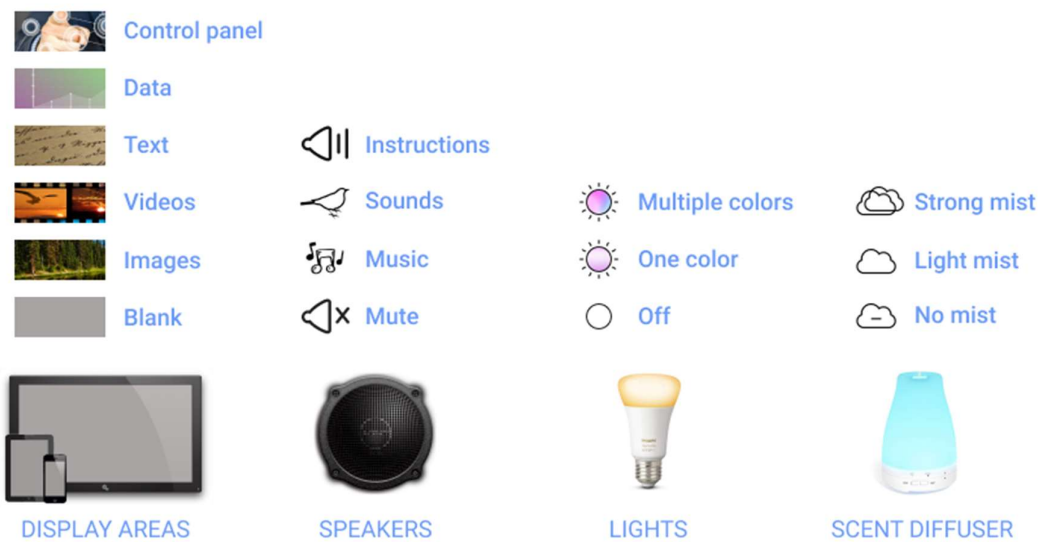 Control panel
Data
Text
Instructions
Videos
Sounds
Multiple colors
Strong mist
Images
Music
One color
Light mist
Blank
Mute
Off
No mist
DISPLAY AREAS
SPEAKERS
LIGHTS
SCENT DIFFUSER